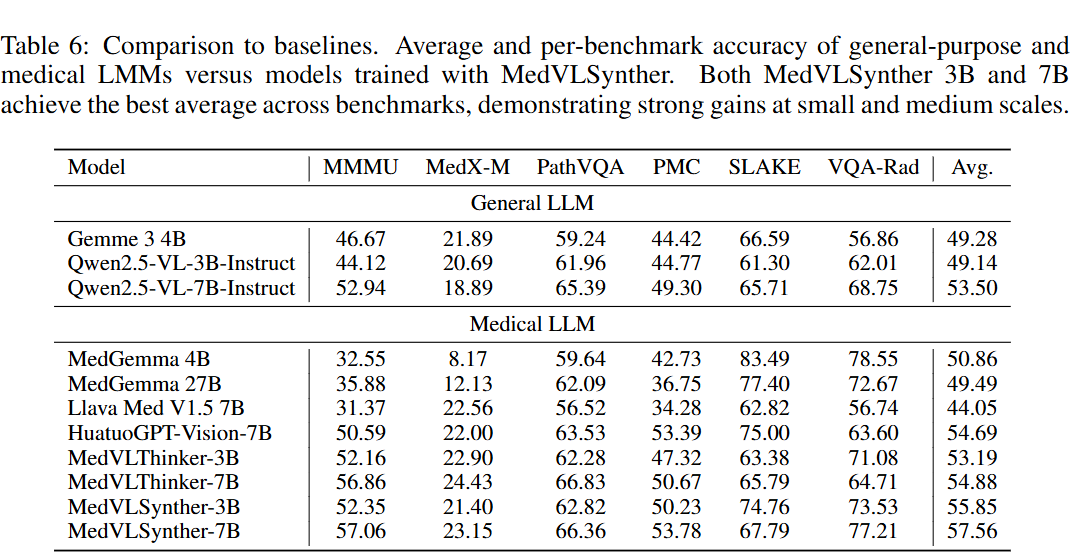 Table 6: Comparison to baselines. Average and per-benchmark accuracy of general-purpose and
medical LMMs versus models trained with MedVLSynther. Both MedVLSynther 3B and 7B
achieve the best average across benchmarks, demonstrating strong gains at small and medium scales.
Model MMMU MedX-M PathVQA PMC SLAKE VQA-Rad Avg.
General LLM
Gemme 3 4B 46.67 21.89 59.24 44.42 66.59 56.86 49.28
Qwen2.5-VL-3B-Instruct 44.12 20.69 61.96 44.77 61.30 62.01 49.14
Qwen2.5-VL-7B-Instruct 52.94 18.89 65.39 49.30 65.71 68.75 53.50
Medical LLM
MedGemma 4B 32.55 8.17 59.64 42.73 83.49 78.55 50.86
MedGemma 27B 35.88 12.13 62.09 36.75 77.40 72.67 49.49
Llava Med V1.5 7B 31.37 22.56 56.52 34.28 62.82 56.74 44.05
HuatuoGPT-Vision-7B 50.59 22.00 63.53 53.39 75.00 63.60 54.69
MedVLThinker-3B 52.16 22.90 62.28 47.32 63.38 71.08 53.19
MedVLThinker-7B 56.86 24.43 66.83 50.67 65.79 64.71 54.88
MedVLSynther-3B 52.35 21.40 62.82 50.23 74.76 73.53 55.85
MedVLSynther-7B 57.06 23.15 66.36 53.78 67.79 77.21 57.56